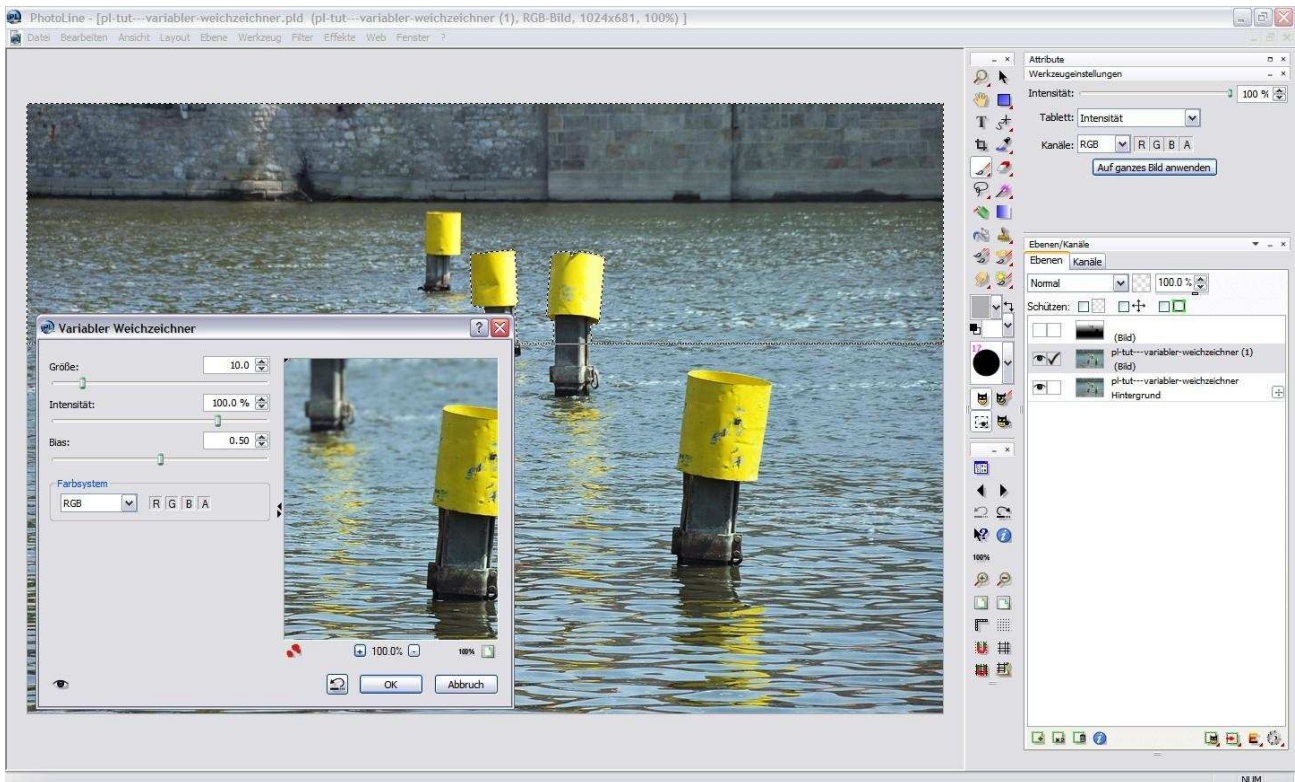 PhotoLine - [pl-tut---variabler-weichzeichner.pld (pl-tut---variabler-weichzeichner (1), RGB-Bild, 1024x681, 100%) ]
Datei Bearbeiten Ansicht Layout Ebene Werkzeug Filter Effekte Web Fenster ?
Attribute
Werkzeugeinstellungen
Intensität: 100 %
Tablett: Intensität
Kanäle: RGB R G B A
Auf ganzes Bild anwenden
Ebenen/Kanäle
Ebenen Kanäle
Normal 100.0 %
Schützen:
(Bild)
pl-tut---variabler-weichzeichner (1)
(Bild)
pl-tut---variabler-weichzeichner
Hintergrund
17
100%
Variabler Weichzeichner
Größe: 10.0
Intensität: 100.0 %
Bias: 0.50
Farbsystem
RGB R G B A
100.0% 100%
OK Abbruch
NUM